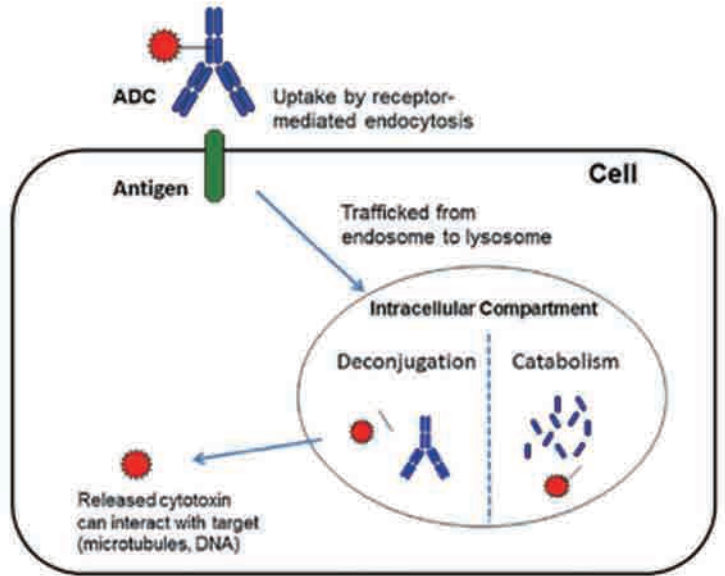 ADC
Uptake by receptor-
mediated endocytosis
Cell
Antigen
Trafficked from
endosome to lysosome
Intracellular Compartment
Deconjugation
Catabolism
Released cytotoxin
can interact with target
(microtubules, DNA)